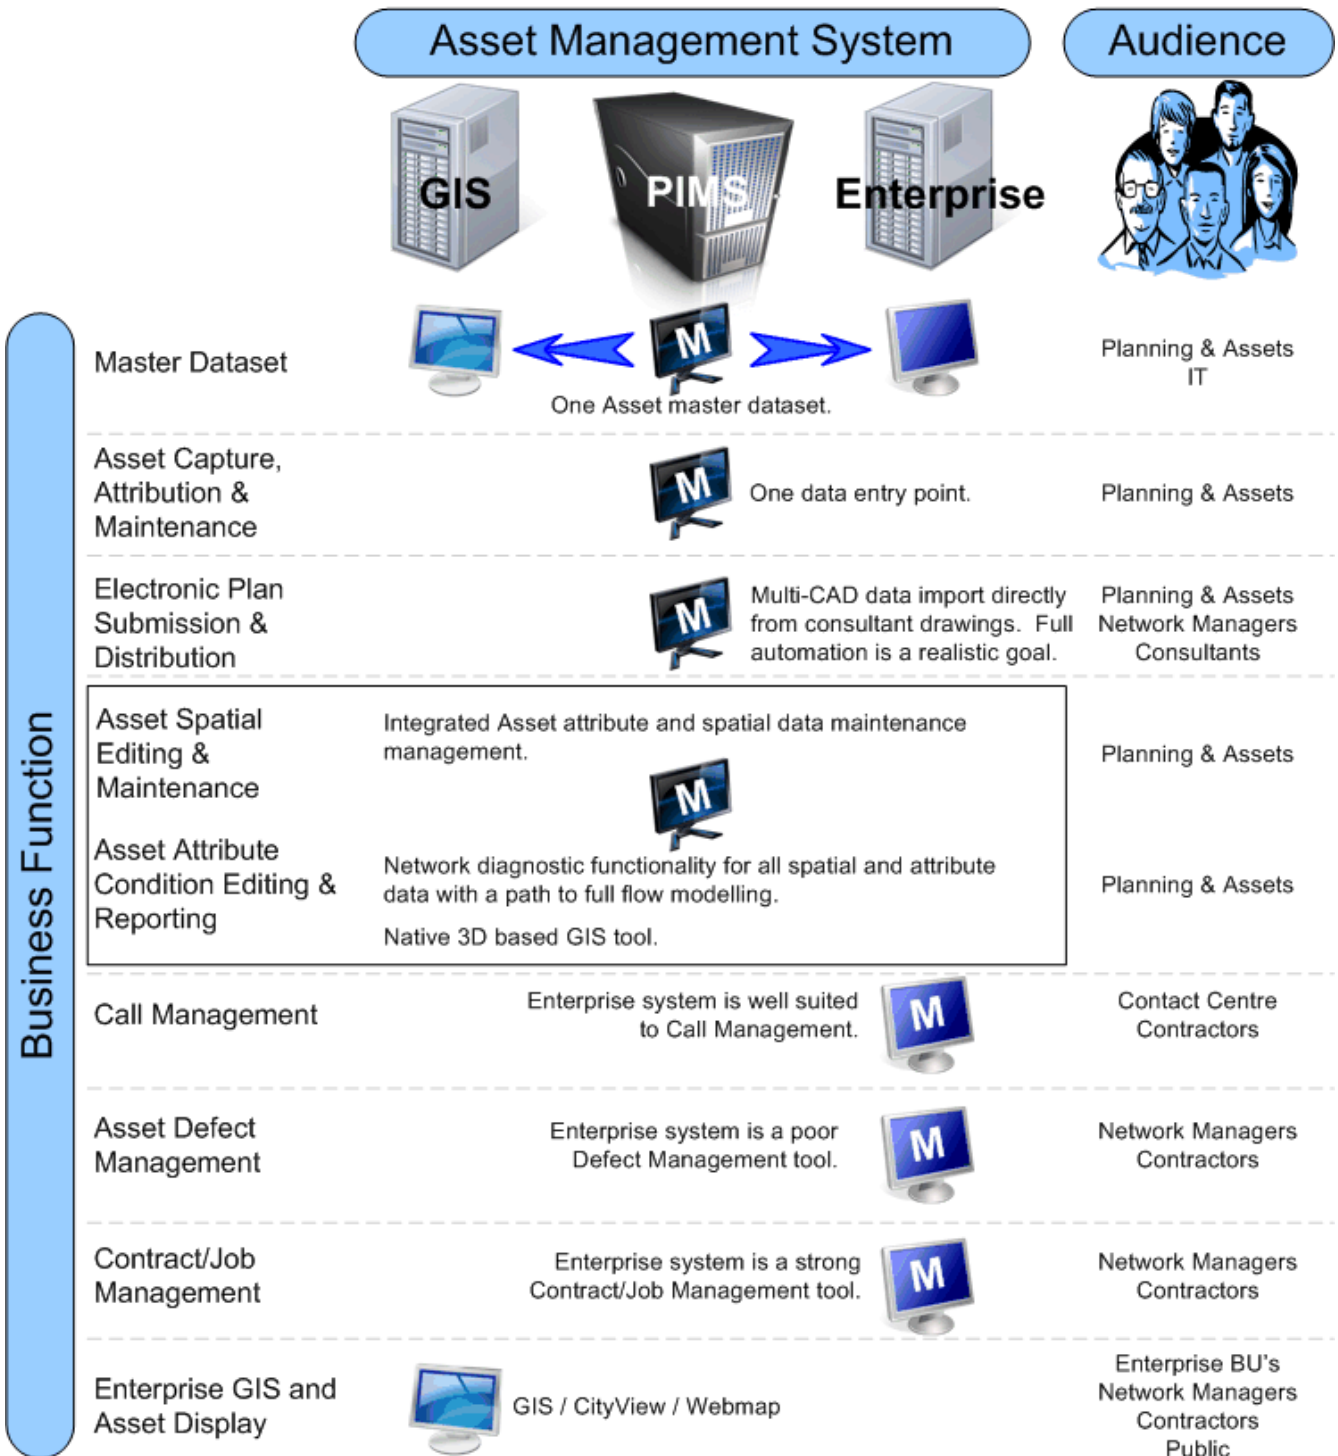 Asset Management System
Audience
GIS
PIMS
Enterprise
Business Function
Master Dataset
M
One Asset master dataset.
Planning & Assets
IT
Asset Capture,
Attribution &
Maintenance
M
One data entry point.
Planning & Assets
Electronic Plan
Submission &
Distribution
M
Multi-CAD data import directly
from consultant drawings.  Full
automation is a realistic goal.
Planning & Assets
Network Managers
Consultants
Asset Spatial
Editing &
Maintenance
Integrated Asset attribute and spatial data maintenance
management.
M
Planning & Assets
Asset Attribute
Condition Editing &
Reporting
Network diagnostic functionality for all spatial and attribute
data with a path to full flow modelling.
Native 3D based GIS tool.
Planning & Assets
Call Management
Enterprise system is well suited
to Call Management.
M
Contact Centre
Contractors
Asset Defect
Management
Enterprise system is a poor
Defect Management tool.
M
Network Managers
Contractors
Contract/Job
Management
Enterprise system is a strong
Contract/Job Management tool.
M
Network Managers
Contractors
Enterprise GIS and
Asset Display
GIS / CityView / Webmap
Enterprise BU's
Network Managers
Contractors
Public